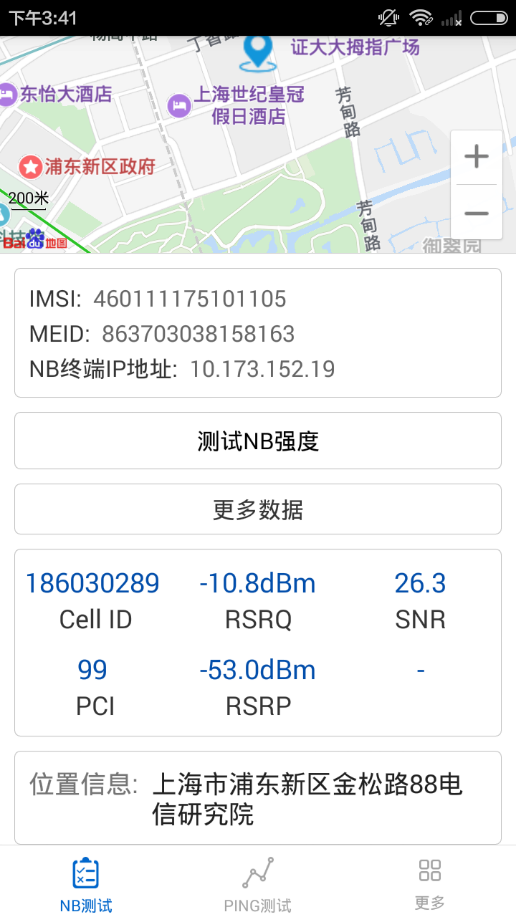 下午3:41
证大大拇指广场
东怡大酒店
上海世纪皇冠
假日酒店
芳甸路
浦东新区政府
200米
芳甸路
Bai du 地图
御翠园
IMSI: 460111175101105
MEID: 863703038158163
NB终端IP地址: 10.173.152.19
测试NB强度
更多数据
186030289 -10.8dBm 26.3
Cell ID RSRQ SNR
99 -53.0dBm -
PCI RSRP
位置信息: 上海市浦东新区金松路88电
信研究院
NB测试 PING测试 更多